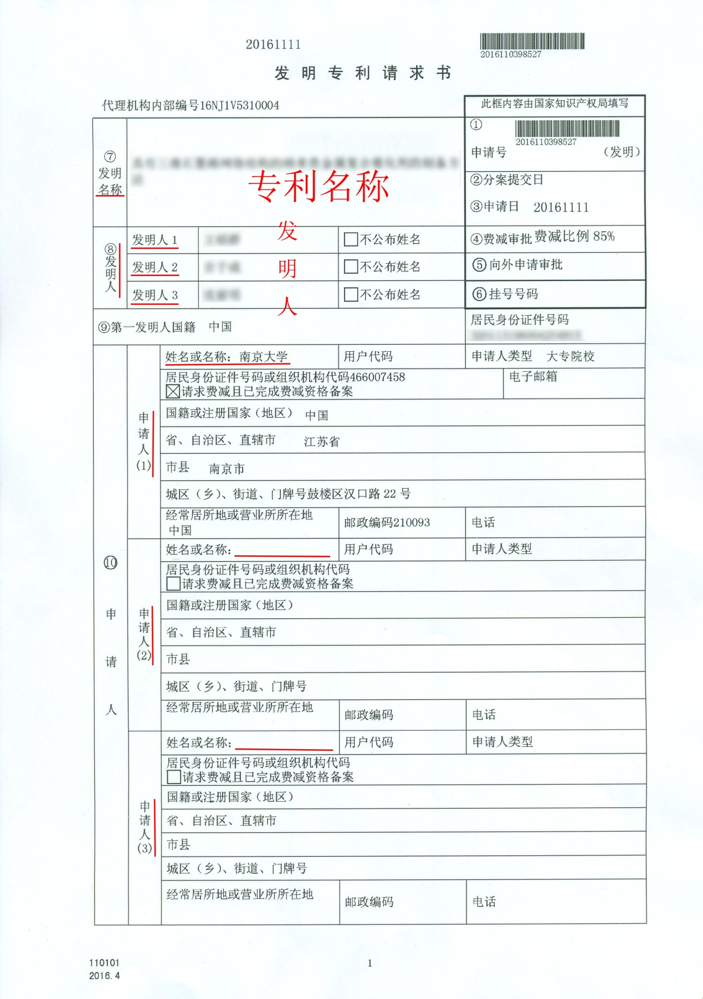 20161111
2016110398527
发明专利请求书
代理机构内部编号16NJ1V5310004
此框内容由国家知识产权局填写
⑦
发明
名称
专利名称
①
2016110398527
申请号
(发明)
②分案提交日
③申请日 20161111
⑧发明人
发明人1
不公布姓名
发明人2
不公布姓名
发明人3
不公布姓名
发明人
④费减审批 费减比例 85%
⑤向外申请审批
⑥挂号号码
⑨第一发明人国籍 中国
居民身份证件号码
⑩申请人
申请人(1)
姓名或名称：南京大学
用户代码
申请人类型 大专院校
居民身份证件号码或组织机构代码466007458
请求费减且已完成费减资格备案
电子邮箱
国籍或注册国家（地区） 中国
省、自治区、直辖市 江苏省
市县 南京市
城区（乡）、街道、门牌号鼓楼区汉口路 22 号
经常居所地或营业所所在地
中国
邮政编码210093
电话
申请人(2)
姓名或名称：
用户代码
申请人类型
居民身份证件号码或组织机构代码
请求费减且已完成费减资格备案
国籍或注册国家（地区）
省、自治区、直辖市
市县
城区（乡）、街道、门牌号
经常居所地或营业所所在地
邮政编码
电话
申请人(3)
姓名或名称：
用户代码
申请人类型
居民身份证件号码或组织机构代码
请求费减且已完成费减资格备案
国籍或注册国家（地区）
省、自治区、直辖市
市县
城区（乡）、街道、门牌号
经常居所地或营业所所在地
邮政编码
电话
110101
2016.4
1